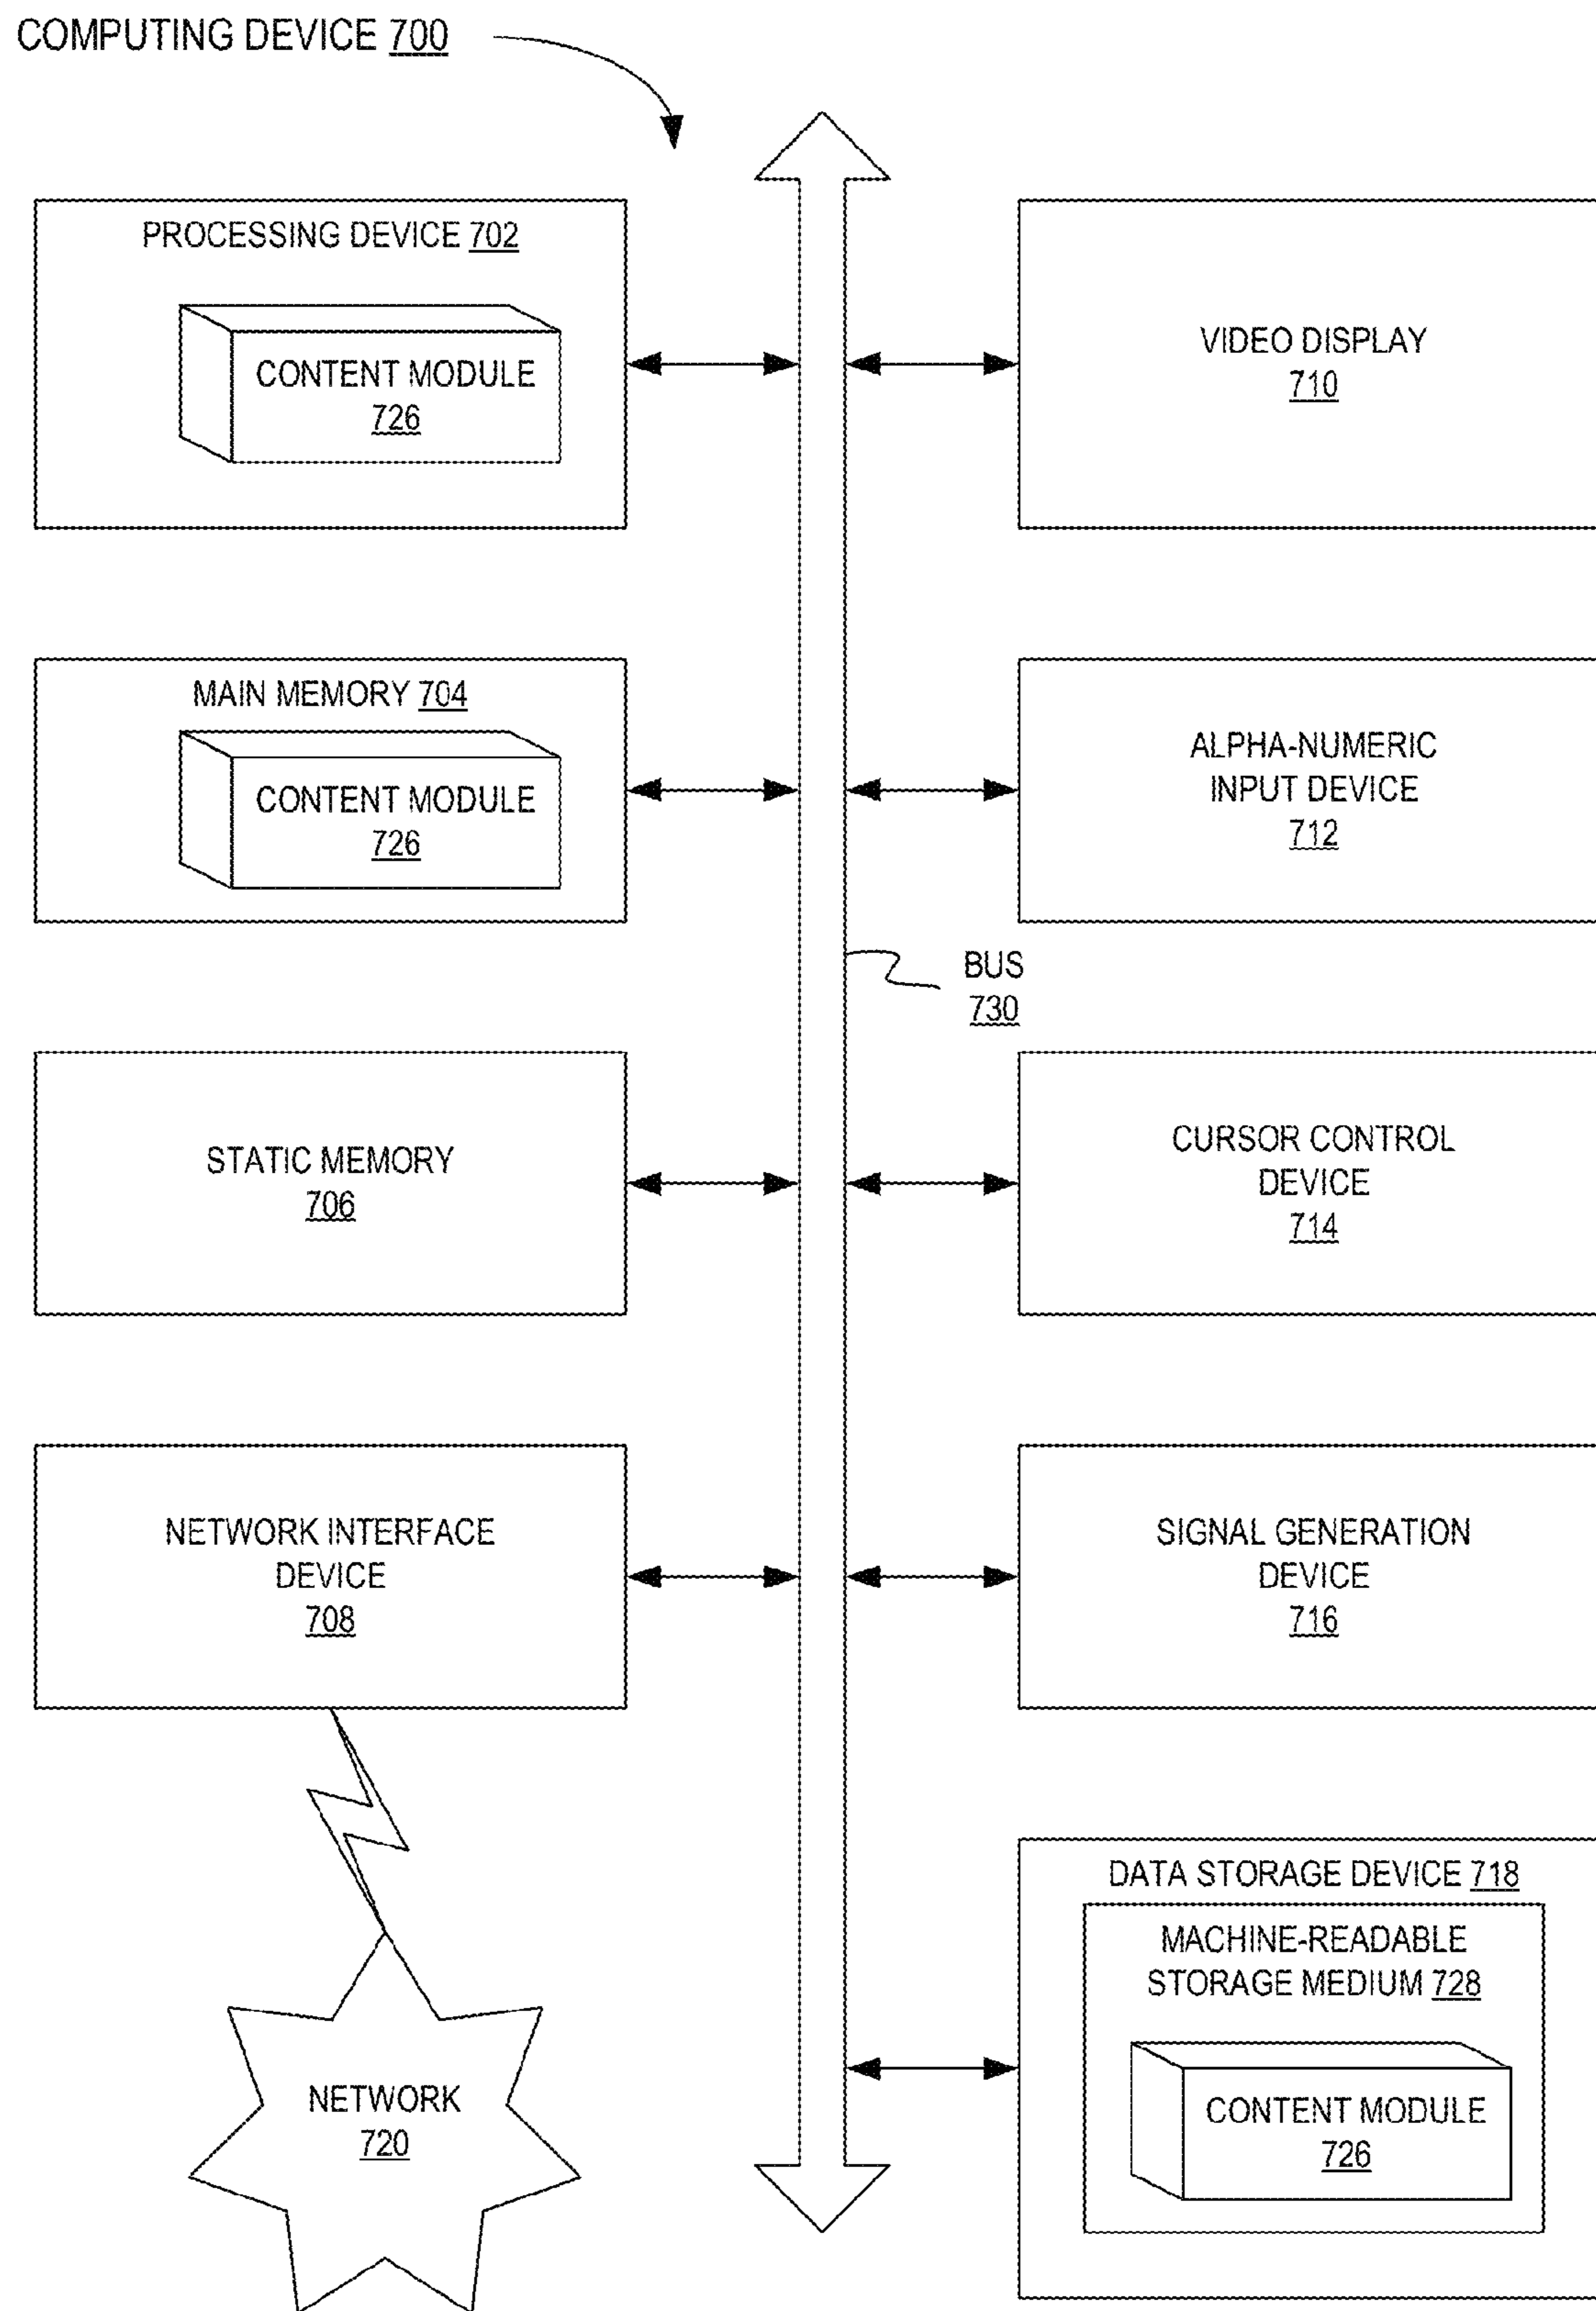 COMPUTING DEVICE 700
PROCESSING DEVICE 702
CONTENT MODULE
726
VIDEO DISPLAY
710
MAIN MEMORY 704
CONTENT MODULE
726
ALPHA-NUMERIC
INPUT DEVICE
712
BUS
730
STATIC MEMORY
706
CURSOR CONTROL
DEVICE
714
NETWORK INTERFACE
DEVICE
708
SIGNAL GENERATION
DEVICE
716
DATA STORAGE DEVICE 718
MACHINE-READABLE
STORAGE MEDIUM 728
CONTENT MODULE
726
NETWORK
720